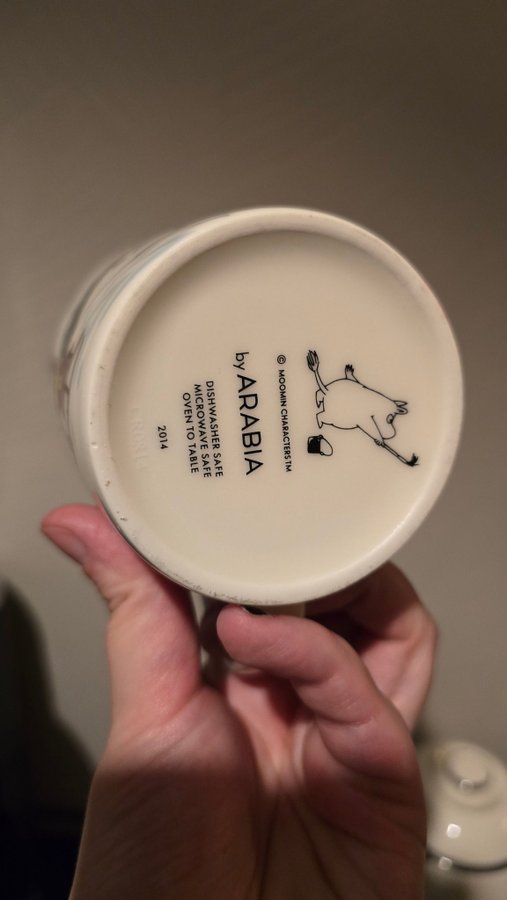 © MOOMIN CHARACTERS™
by ARABIA
DISHWASHER SAFE
MICROWAVE SAFE
OVEN TO TABLE
2014